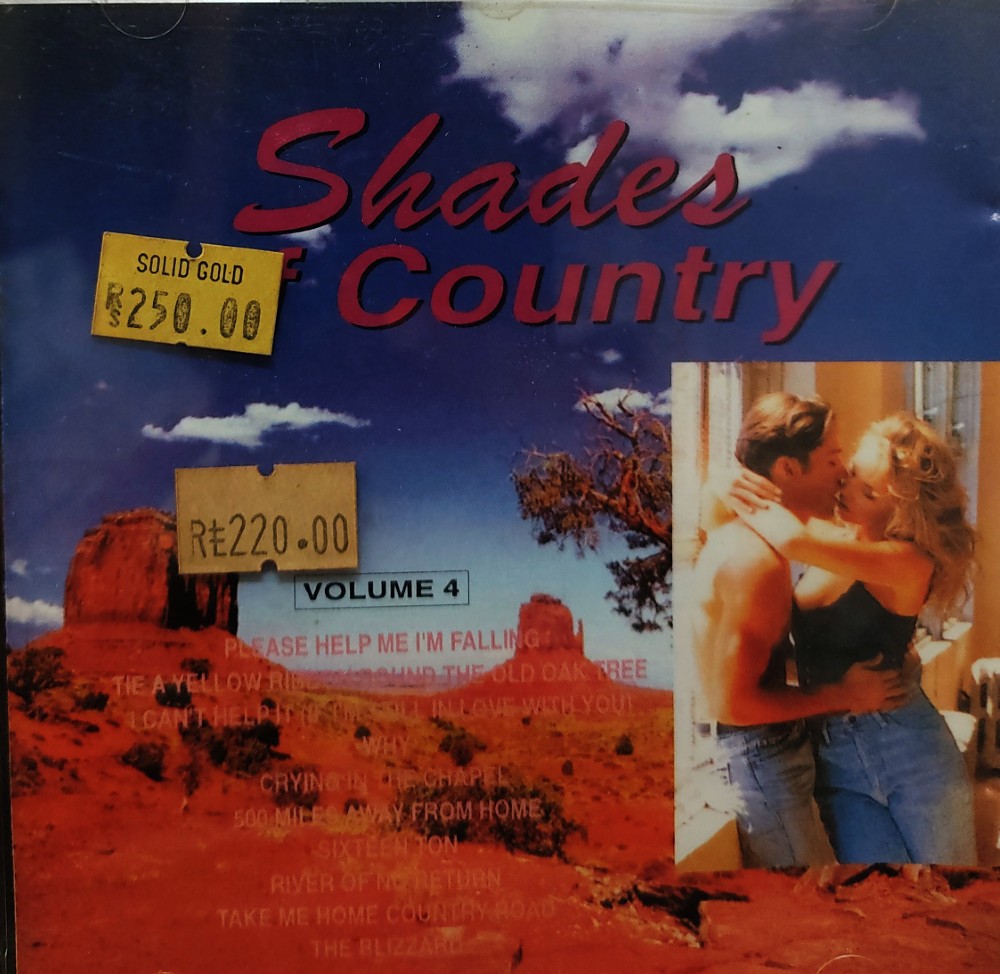 Shades
SOLID GOLD
Country
RS250.00
R₤220.00
VOLUME 4
PLEASE HELP ME I'M FALLING
TIE A YELLOW ROUND THE OLD OAK TREE
I CAN'T HELP IT STILL IN LOVE WITH YOU)
WHY
CRYING IN THE CHAPEL
500 MILES AWAY FROM HOME
SIXTEEN TON
RIVER OF NO RETURN
TAKE ME HOME COUNTRY ROAD
THE BLIZZARD